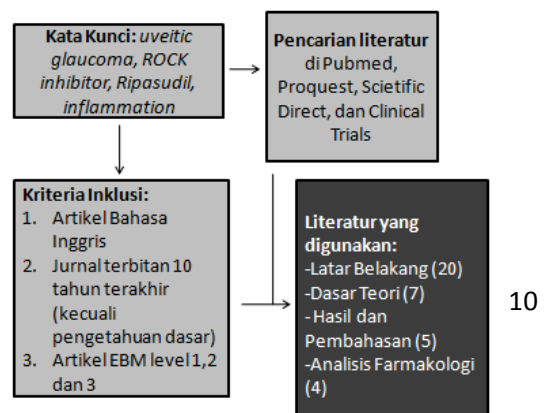 Kata Kunci: uveitic
glaucoma, ROCK
inhibitor, Ripasudil,
inflammation
Pencarian literatur
di Pubmed,
Proquest, Scietific
Direct, dan Clinical
Trials
Kriteria Inklusi:
1. Artikel Bahasa
Inggris
2. Jurnal terbitan 10
tahun terakhir
(kecuali
pengetahuan dasar)
3. Artikel EBM level 1,2
dan 3
Literatur yang
digunakan:
-Latar Belakang (20)
-Dasar Teori (7)
-Hasil dan
Pembahasan (5)
-Analisis Farmakologi
(4)
10